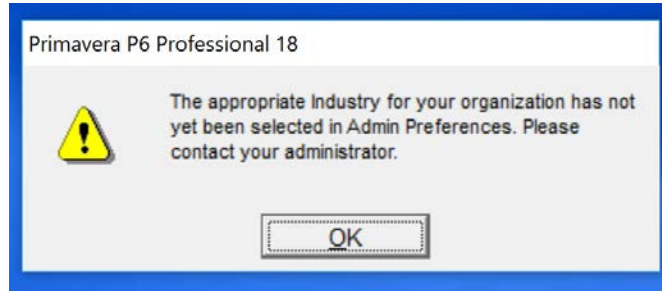 Primavera P6 Professional 18
The appropriate Industry for your organization has not
yet been selected in Admin Preferences. Please
contact your administrator.
OK